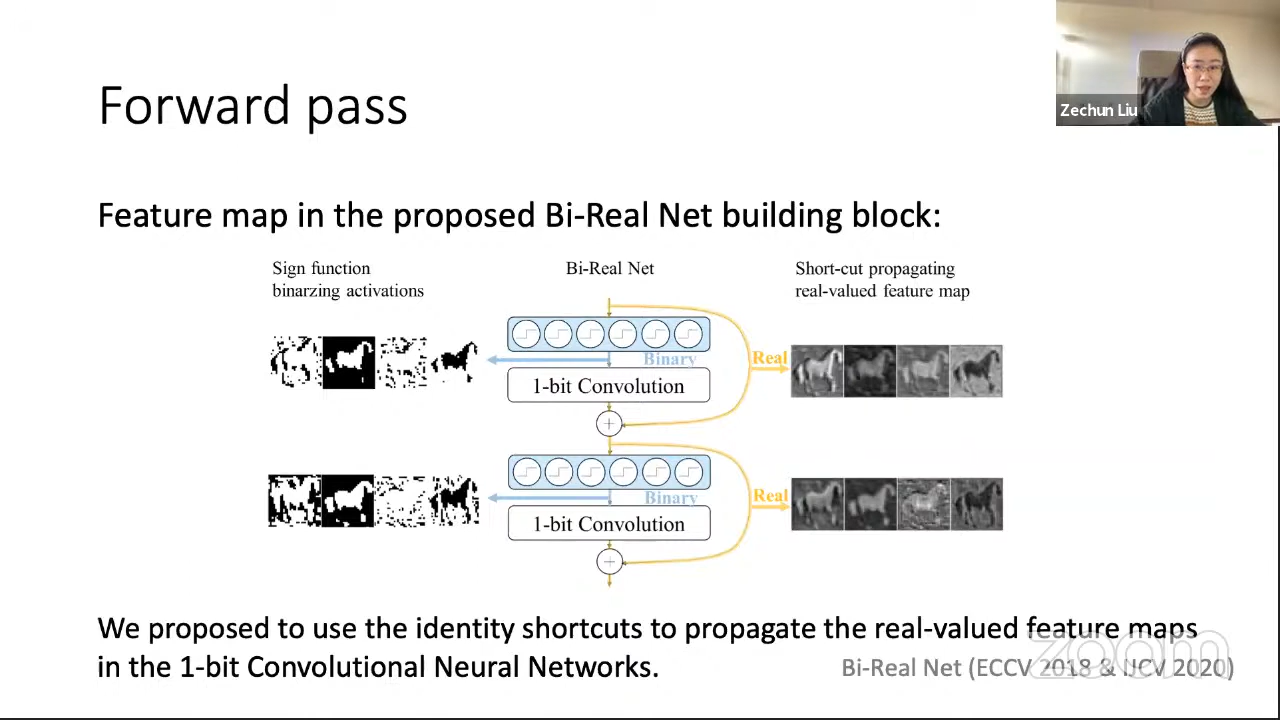 Zechun Liu
Forward pass
Feature map in the proposed Bi-Real Net building block:
Sign function
binarzing activations
Bi-Real Net
Short-cut propagating
real-valued feature map
Binary
Real
1-bit Convolution
Binary
Real
1-bit Convolution
We proposed to use the identity shortcuts to propagate the real-valued feature maps
in the 1-bit Convolutional Neural Networks.
Bi-Real Net (ECCV 2018 & IJCV 2020)
zoom